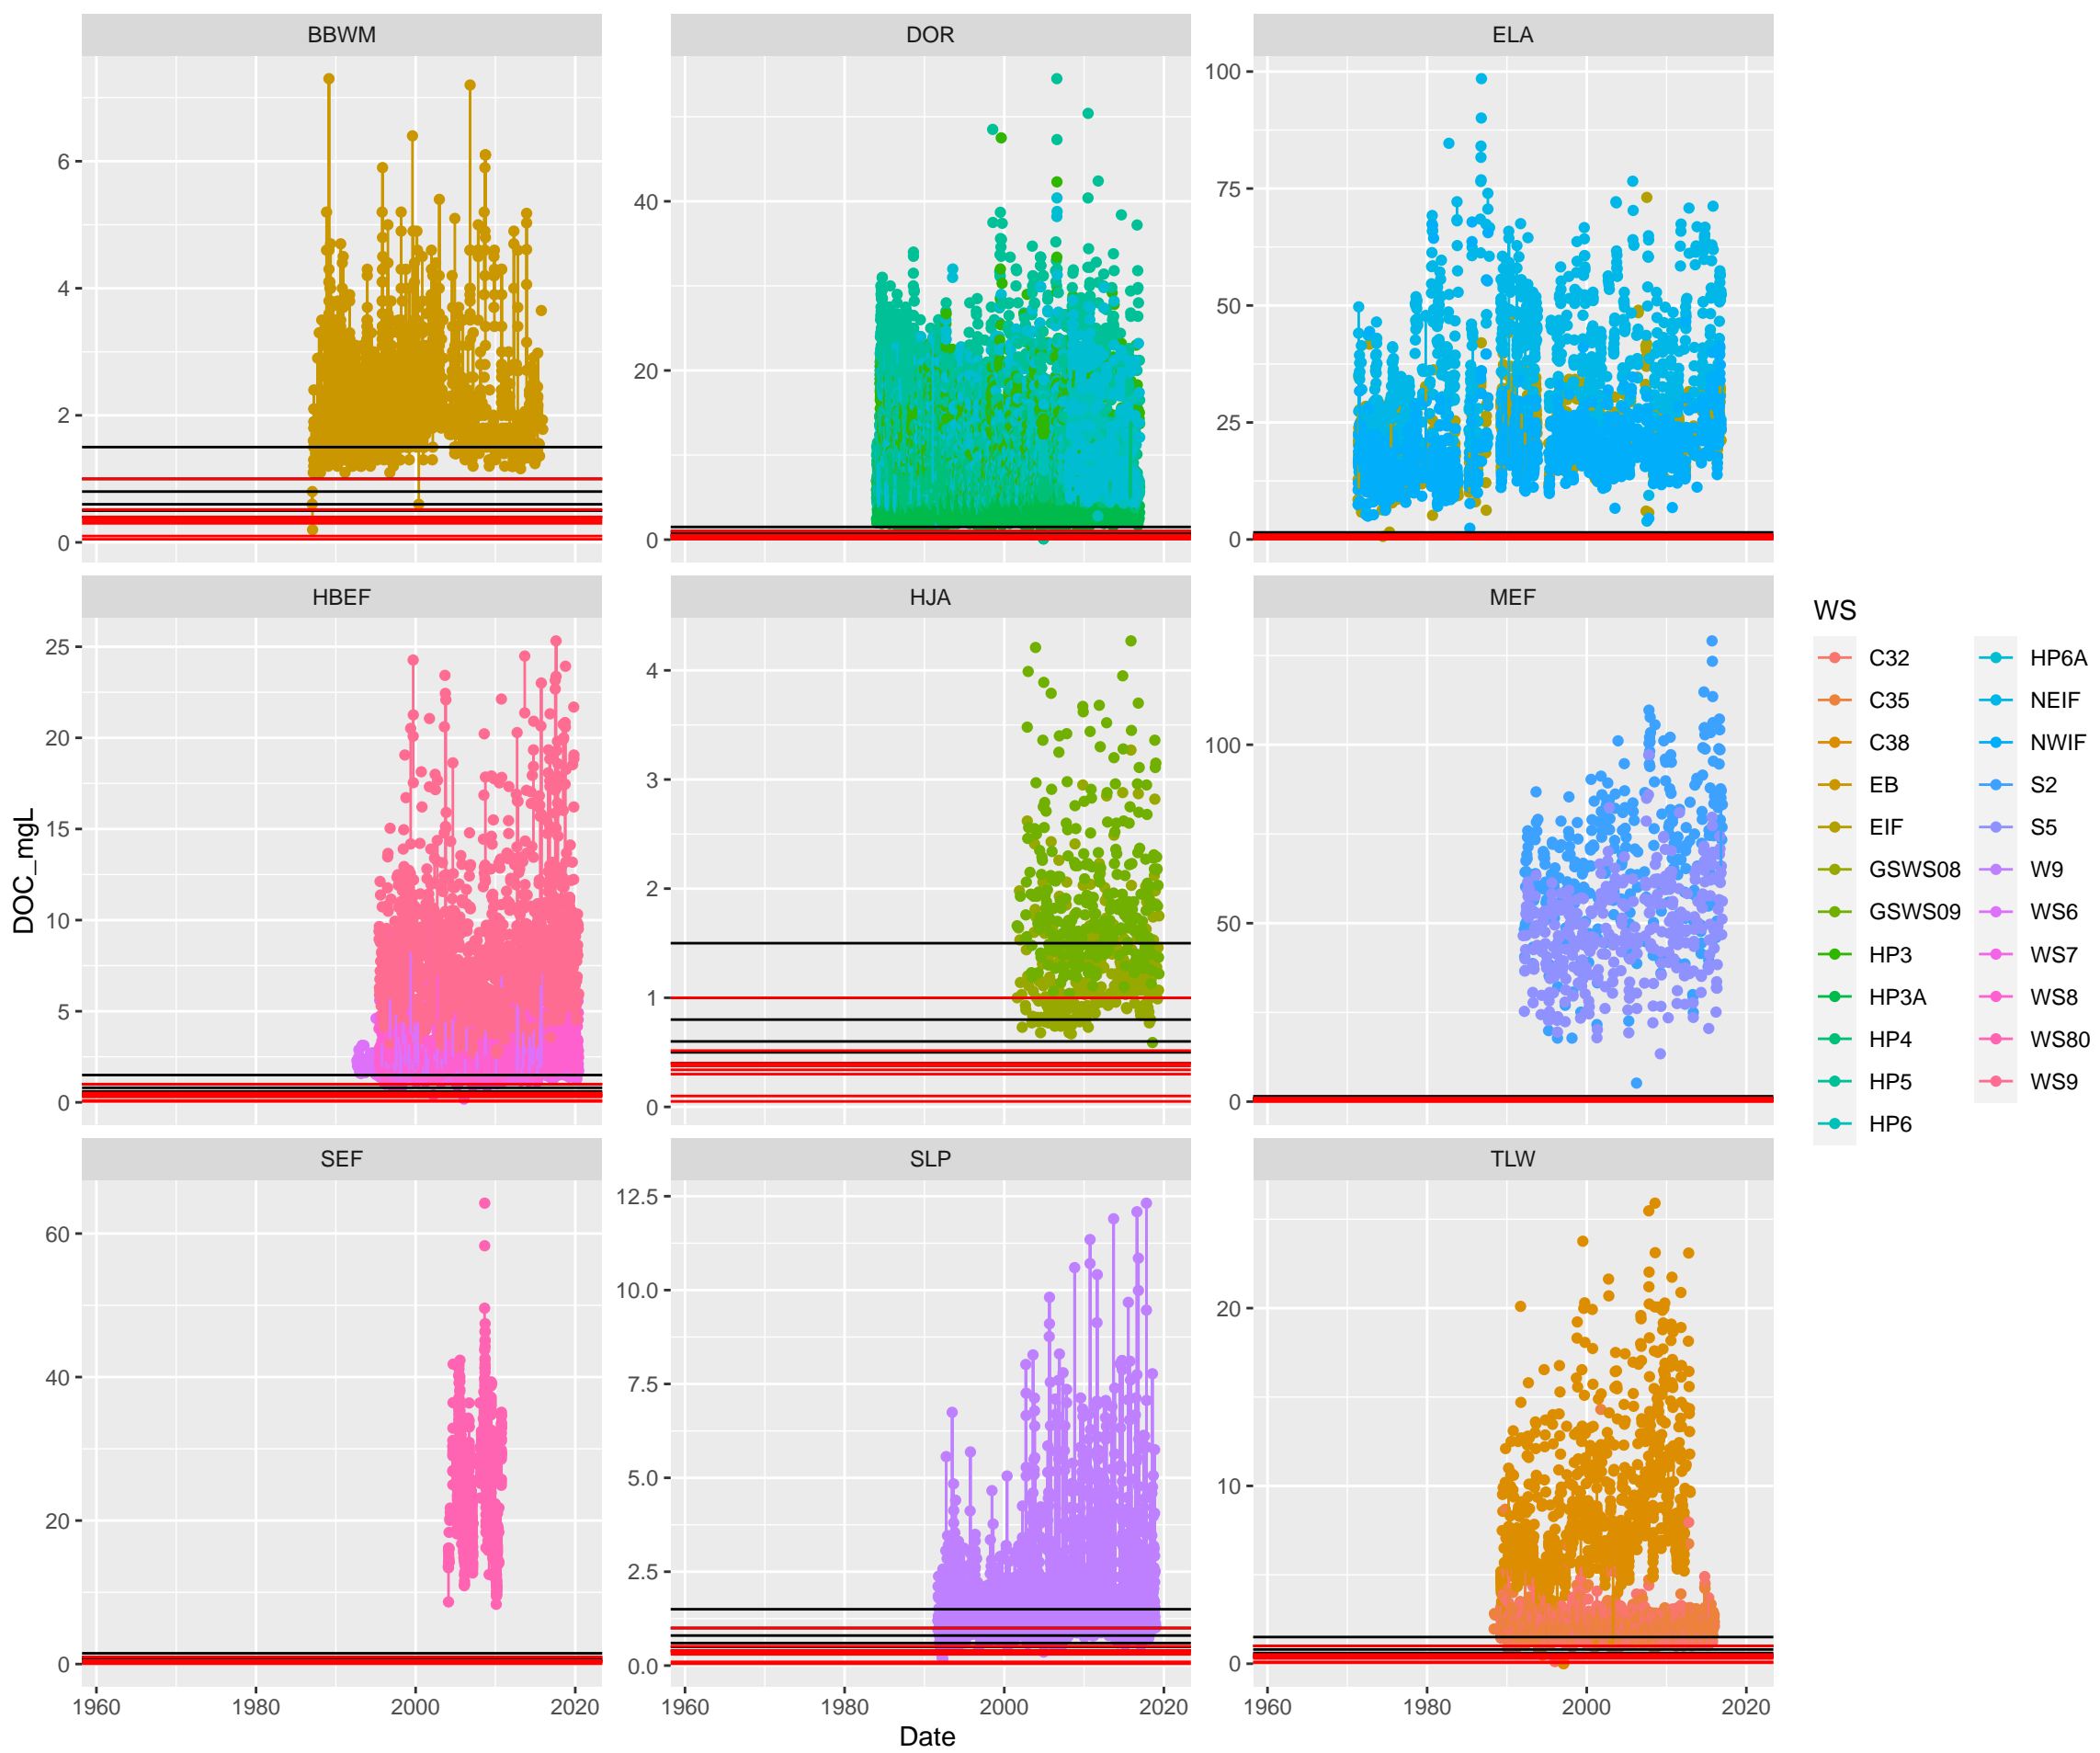 BBWM DOR ELA
6
4
2
0
40
20
0
100
75
50
25
0
HBEF HJA MEF
25
20
15
10
5
0
4
3
2
1
0
100
50
0
SEF SLP TLW
60
40
20
0
12.5
10.0
7.5
5.0
2.5
0.0
20
10
0
1960 1980 2000 2020 1960 1980 2000 2020 1960 1980 2000 2020
Date
DOC_mgL
WS
C32
C35
C38
EB
EIF
GSWS08
GSWS09
HP3
HP3A
HP4
HP5
HP6
HP6A
NEIF
NWIF
S2
S5
W9
WS6
WS7
WS8
WS80
WS9